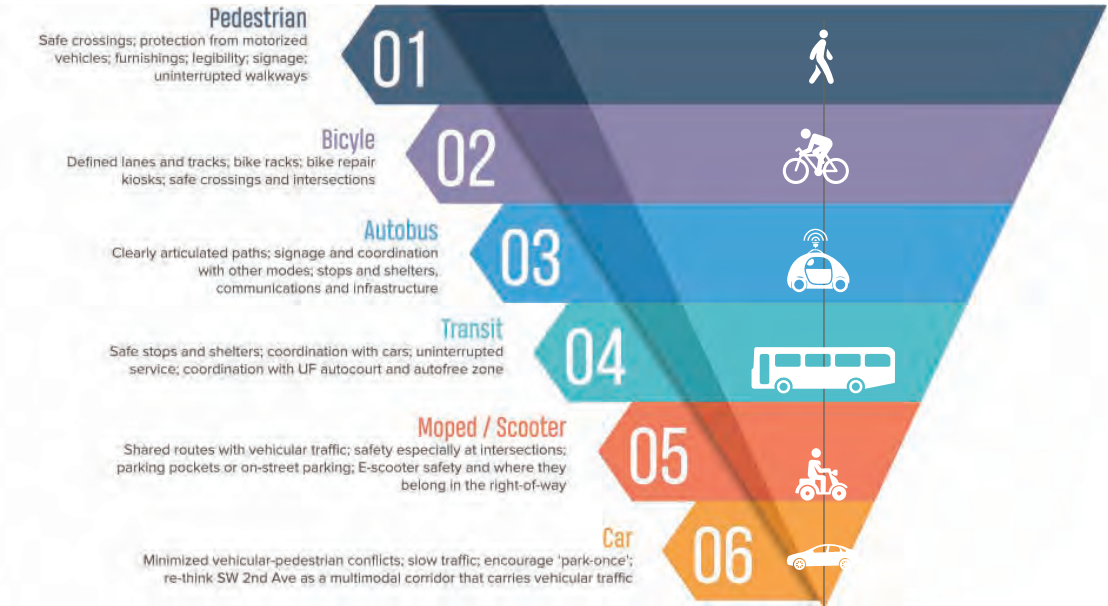 Pedestrian
Safe crossings; protection from motorized
vehicles; furnishings; legibility; signage;
uninterrupted walkways
01
Bicyle
Defined lanes and tracks; bike racks; bike repair
kiosks; safe crossings and intersections
02
Autobus
Clearly articulated paths; signage and coordination
with other modes; stops and shelters,
communications and infrastructure
03
Transit
Safe stops and shelters; coordination with cars; uninterrupted
service; coordination with UF autocourt and autofree zone
04
Moped / Scooter
Shared routes with vehicular traffic; safety especially at intersections;
parking pockets or on-street parking; E-scooter safety and where they
belong in the right-of-way
05
Car
Minimized vehicular-pedestrian conflicts; slow traffic; encourage ‘park-once’;
re-think SW 2nd Ave as a multimodal corridor that carries vehicular traffic
06